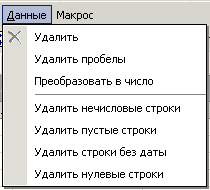 Данные Макрос
Удалить
Удалить пробелы
Преобразовать в число
Удалить нечисловые строки
Удалить пустые строки
Удалить строки без даты
Удалить нулевые строки